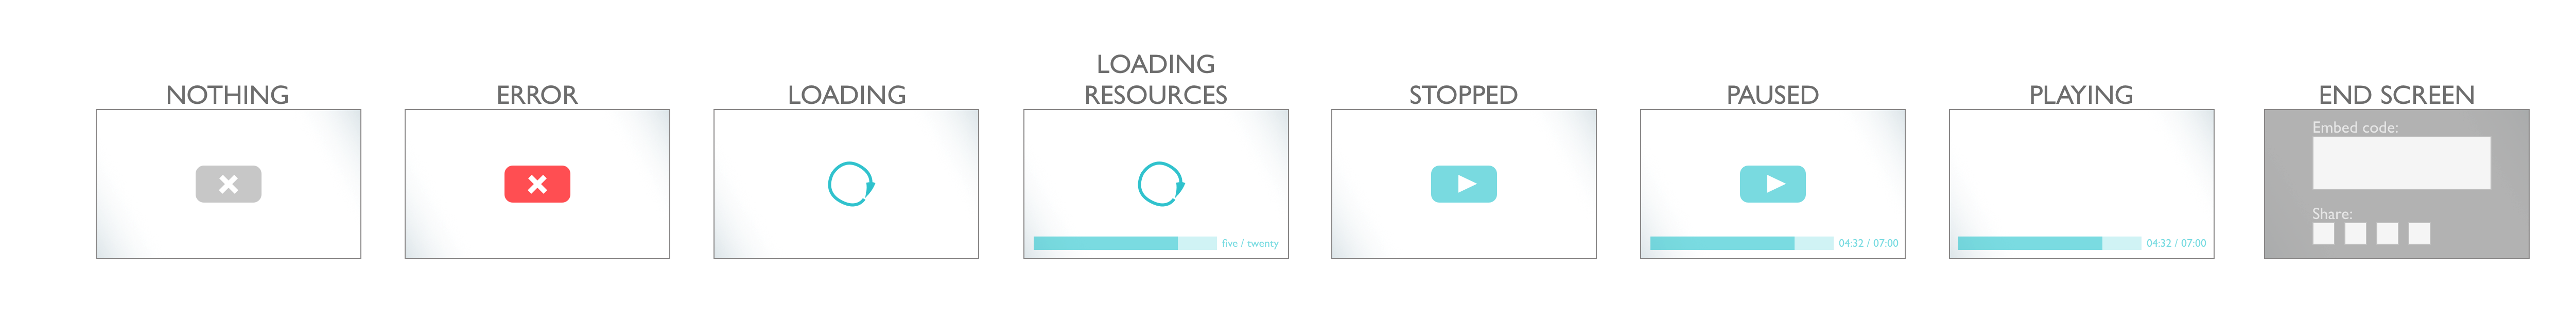 NOTHING
ERROR
LOADING
LOADING
RESOURCES
five / twenty
STOPPED
PAUSED
04:32 / 07:00
PLAYING
04:32 / 07:00
END SCREEN
Embed code:
Share: